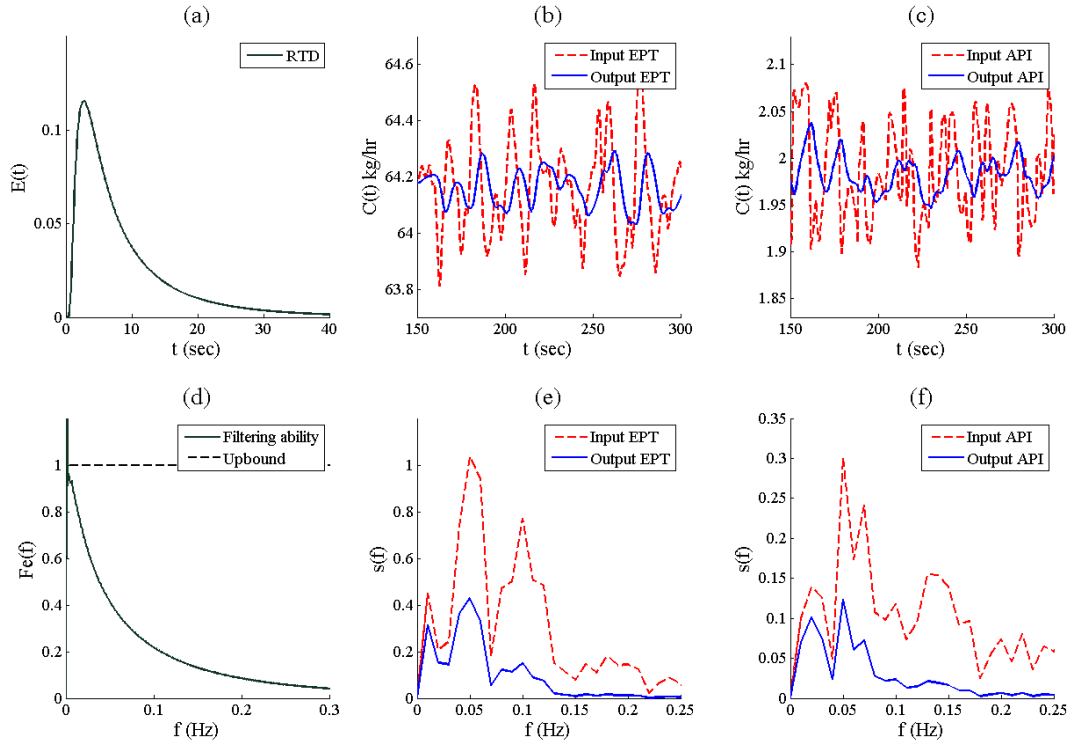 (a)
RTD
E(t)
0.1
0.05
0
0 10 20 30 40
t (sec)
(b)
Input EPT
Output EPT
C(t) kg/hr
64.6
64.4
64.2
64
63.8
150 200 250 300
t (sec)
(c)
Input API
Output API
C(t) kg/hr
2.1
2.05
2
1.95
1.9
1.85
150 200 250 300
t (sec)
(d)
Filtering ability
Upbound
Fe(f)
1
0.8
0.6
0.4
0.2
0
0 0.1 0.2 0.3
f (Hz)
(e)
Input EPT
Output EPT
s(f)
1
0.8
0.6
0.4
0.2
0
0 0.05 0.1 0.15 0.2 0.25
f (Hz)
(f)
Input API
Output API
s(f)
0.35
0.3
0.25
0.2
0.15
0.1
0.05
0
0 0.05 0.1 0.15 0.2 0.25
f (Hz)